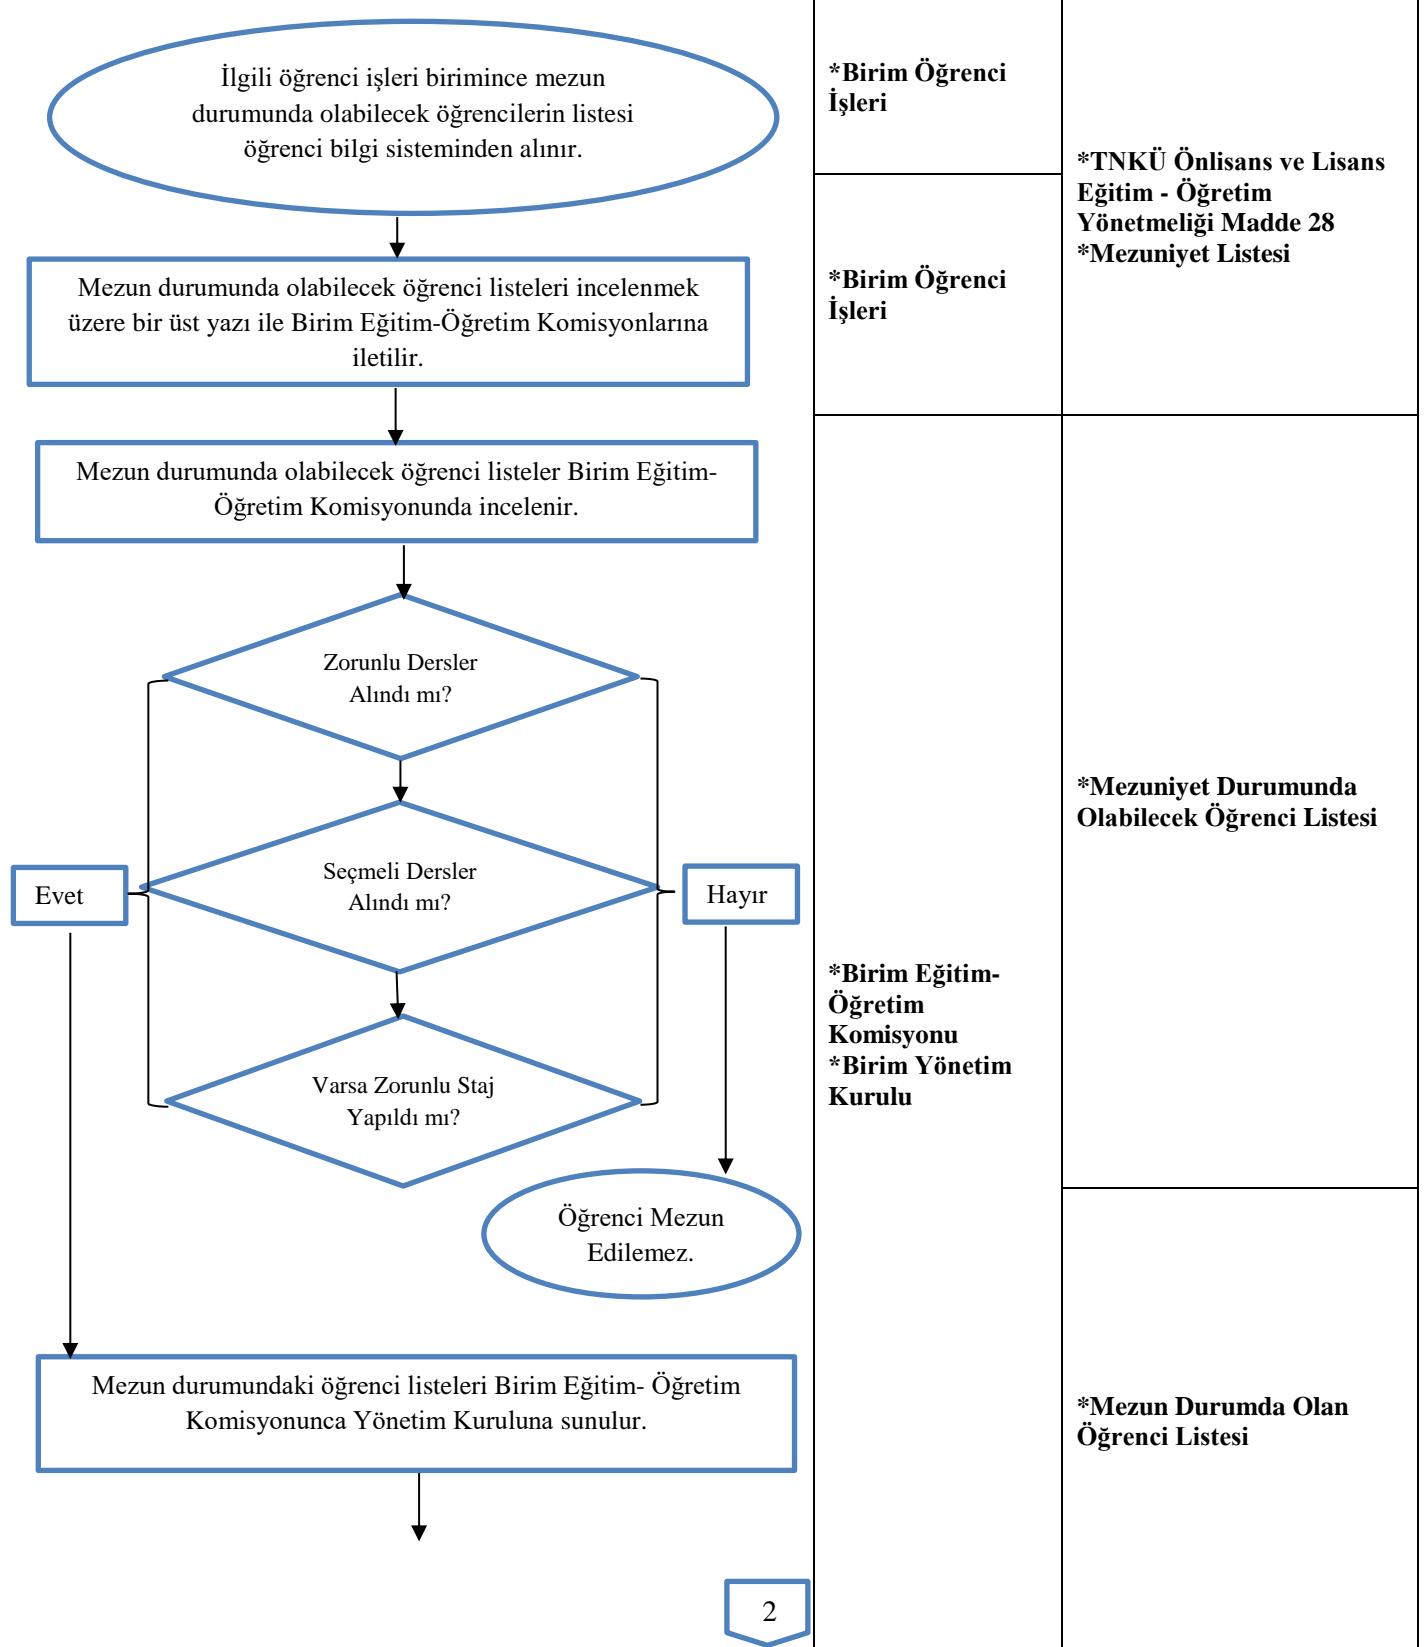 İlgili öğrenci işleri birimince mezun
durumunda olabilecek öğrencilerin listesi
öğrenci bilgi sisteminden alınır.
*Birim Öğrenci
İşleri
*TNKÜ Önlisans ve Lisans
Eğitim - Öğretim
Yönetmeliği Madde 28
*Mezuniyet Listesi
Mezun durumunda olabilecek öğrenci listeleri incelenmek
üzere bir üst yazı ile Birim Eğitim-Öğretim Komisyonlarına
iletilir.
*Birim Öğrenci
İşleri
Mezun durumunda olabilecek öğrenci listeler Birim Eğitim-
Öğretim Komisyonunda incelenir.
Zorunlu Dersler
Alındı mı?
Seçmeli Dersler
Alındı mı?
Evet
Hayır
Varsa Zorunlu Staj
Yapıldı mı?
Öğrenci Mezun
Edilemez.
*Birim Eğitim-
Öğretim
Komisyonu
*Birim Yönetim
Kurulu
*Mezuniyet Durumunda
Olabilecek Öğrenci Listesi
Mezun durumundaki öğrenci listeleri Birim Eğitim- Öğretim
Komisyonunca Yönetim Kuruluna sunulur.
*Mezun Durumda Olan
Öğrenci Listesi
2